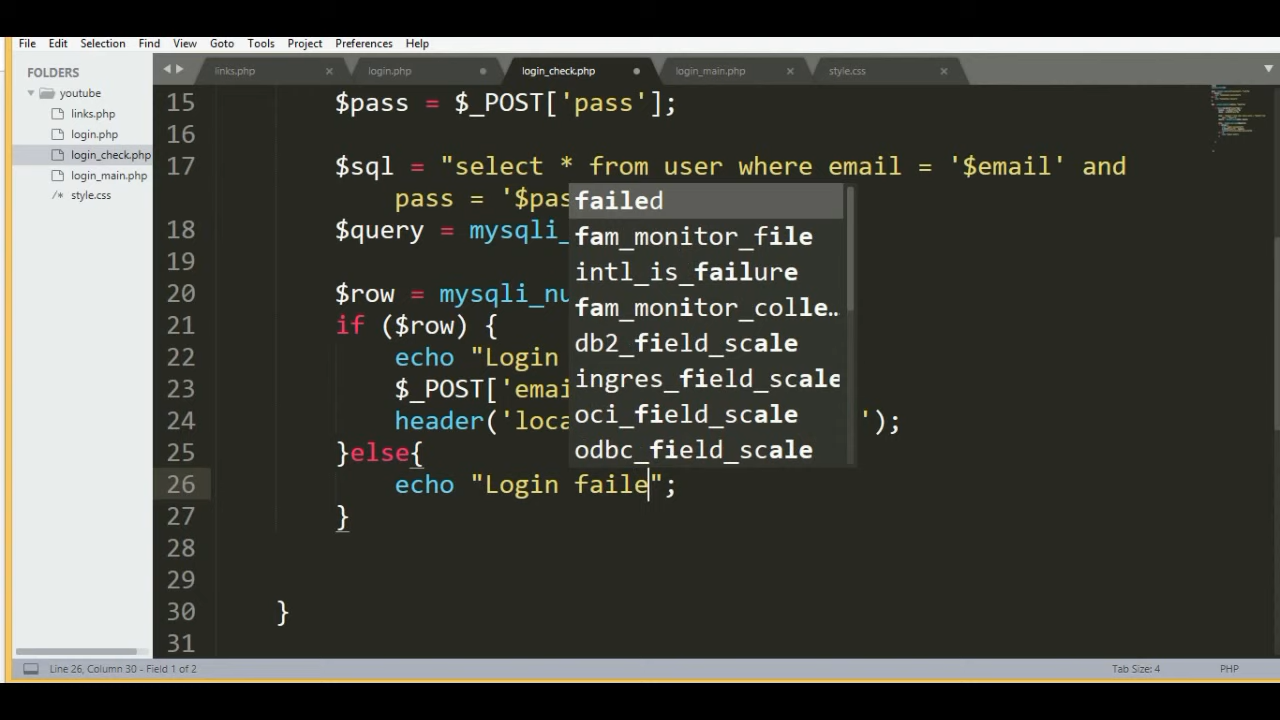 File Edit Selection Find View Goto Tools Project Preferences Help
FOLDERS
youtube
links.php
login.php
login_check.php
login_main.php
/* style.css
links.php × login.php login_check.php login_main.php × style.css ×
15 $pass = $_POST['pass'];
16
17 $sql = "select * from user where email = '$email' and
pass = '$pas
18 $query = mysqli_
19
20 $row = mysqli_nu
21 if ($row) {
22 echo "Login
23 $_POST['emai
24 header('loca ');
25 }else{
26 echo "Login faile";
27 }
28
29
30 }
31
failed
fam_monitor_file
intl_is_failure
fam_monitor_colle…
db2_field_scale
ingres_field_scale
oci_field_scale
odbc_field_scale
Line 26, Column 30 - Field 1 of 2
Tab Size: 4
PHP